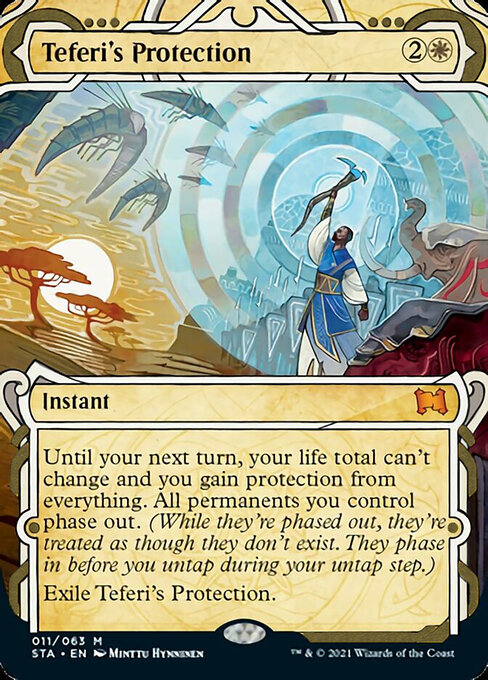 Teferi's Protection 2
Instant
Until your next turn, your life total can't
change and you gain protection from
everything. All permanents you control
phase out. (While they're phased out, they're
treated as though they don't exist. They phase
in before you untap during your untap step.)
Exile Teferi's Protection.
011/063 M
STA • EN Minttu Hynninen
™ & © 2021 Wizards of the Coast